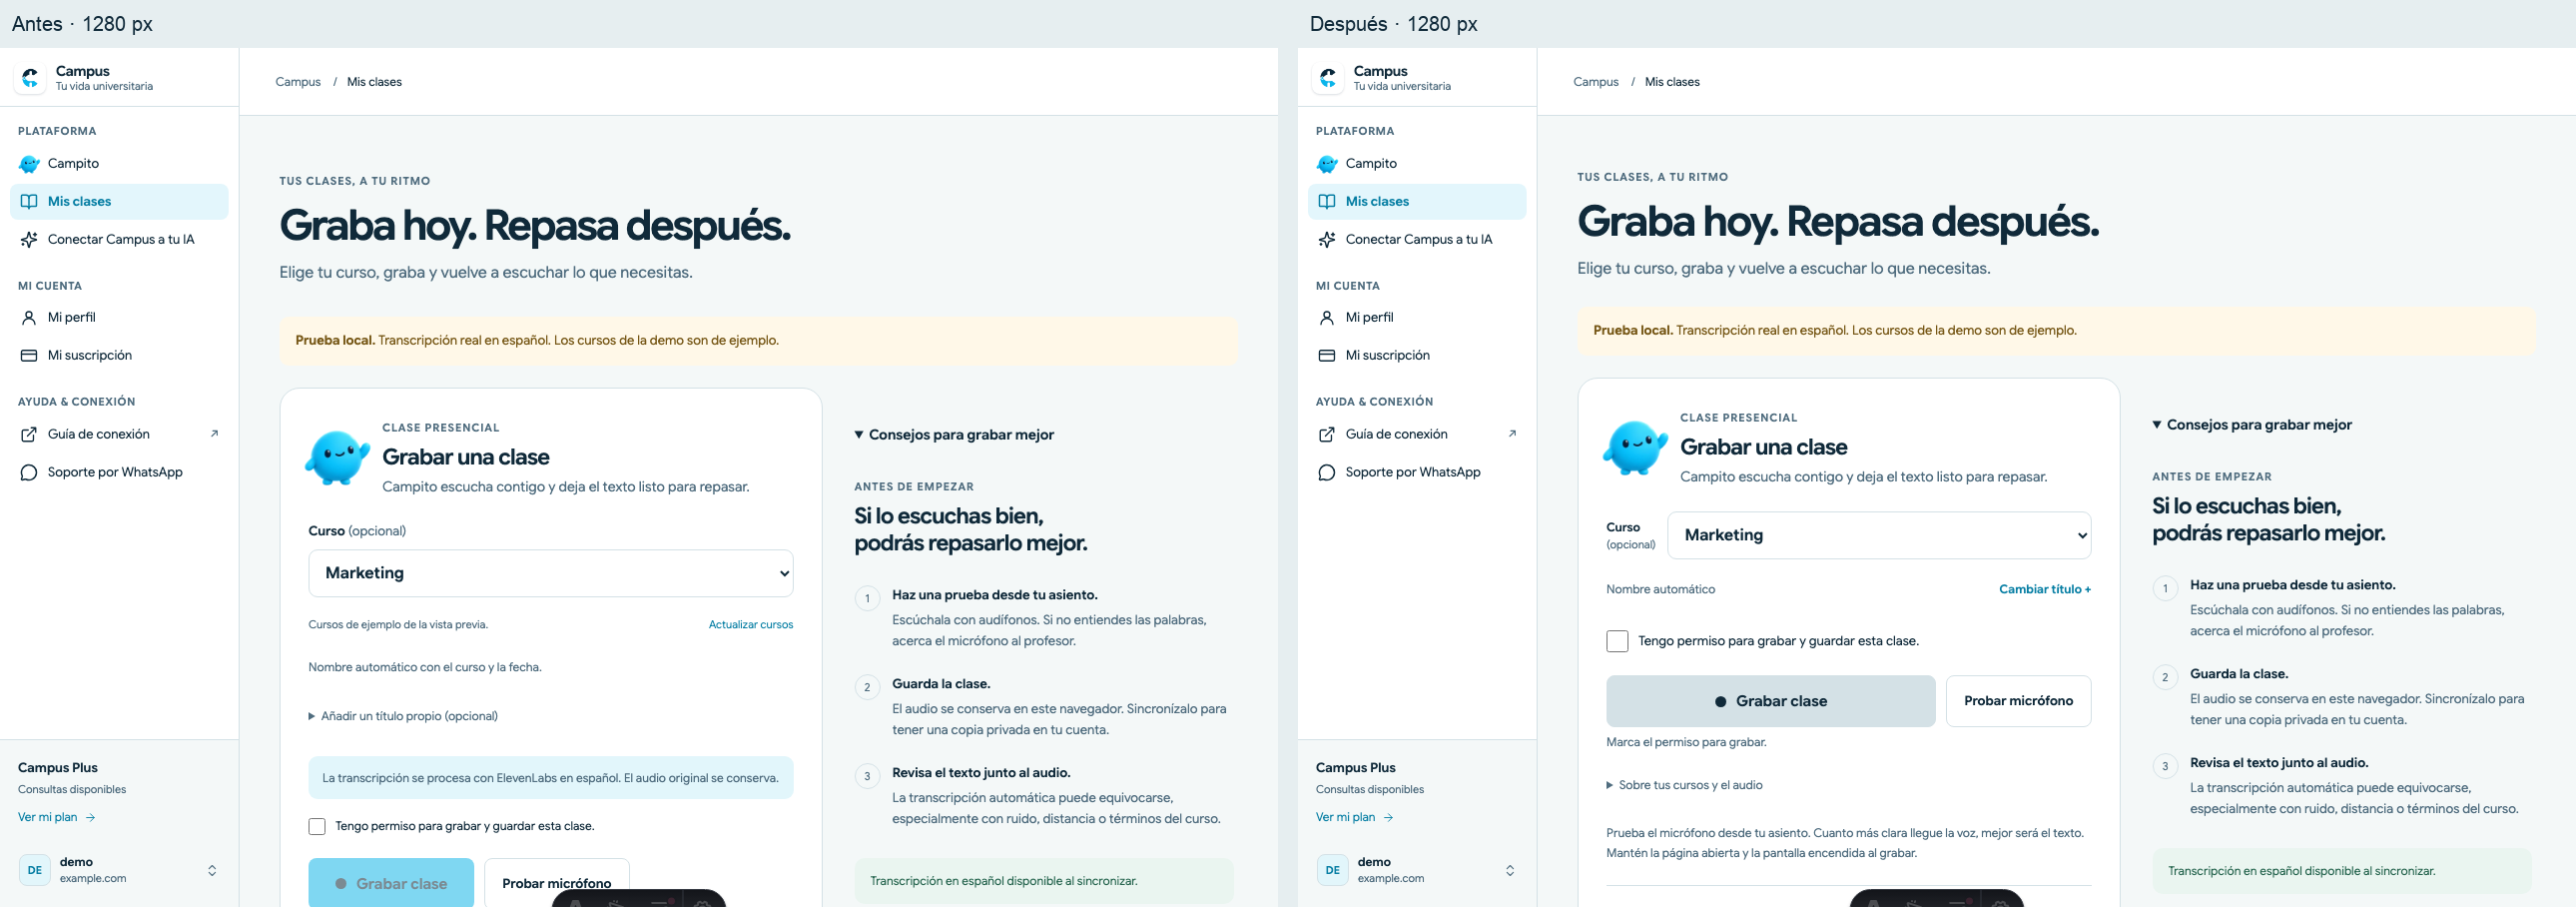 Antes · 1280 px
Campus
Tu vida universitaria
PLATAFORMA
Campito
Mis clases
Conectar Campus a tu IA
MI CUENTA
Mi perfil
Mi suscripción
AYUDA & CONEXIÓN
Guía de conexión
Soporte por WhatsApp
Campus Plus
Consultas disponibles
Ver mi plan →
DE
demo
example.com
Campus / Mis clases
TUS CLASES, A TU RITMO
Graba hoy. Repasa después.
Elige tu curso, graba y vuelve a escuchar lo que necesitas.
Prueba local. Transcripción real en español. Los cursos de la demo son de ejemplo.
CLASE PRESENCIAL
Grabar una clase
Campito escucha contigo y deja el texto listo para repasar.
Curso (opcional)
Marketing
Cursos de ejemplo de la vista previa.
Actualizar cursos
Nombre automático con el curso y la fecha.
Añadir un título propio (opcional)
La transcripción se procesa con ElevenLabs en español. El audio original se conserva.
Tengo permiso para grabar y guardar esta clase.
Grabar clase
Probar micrófono
Consejos para grabar mejor
ANTES DE EMPEZAR
Si lo escuchas bien,
podrás repasarlo mejor.
1
Haz una prueba desde tu asiento.
Escúchala con audífonos. Si no entiendes las palabras,
acerca el micrófono al profesor.
2
Guarda la clase.
El audio se conserva en este navegador. Sincronízalo para
tener una copia privada en tu cuenta.
3
Revisa el texto junto al audio.
La transcripción automática puede equivocarse,
especialmente con ruido, distancia o términos del curso.
Transcripción en español disponible al sincronizar.
Después · 1280 px
Campus
Tu vida universitaria
PLATAFORMA
Campito
Mis clases
Conectar Campus a tu IA
MI CUENTA
Mi perfil
Mi suscripción
AYUDA & CONEXIÓN
Guía de conexión
Soporte por WhatsApp
Campus Plus
Consultas disponibles
Ver mi plan →
DE
demo
example.com
Campus / Mis clases
TUS CLASES, A TU RITMO
Graba hoy. Repasa después.
Elige tu curso, graba y vuelve a escuchar lo que necesitas.
Prueba local. Transcripción real en español. Los cursos de la demo son de ejemplo.
CLASE PRESENCIAL
Grabar una clase
Campito escucha contigo y deja el texto listo para repasar.
Curso
(opcional)
Marketing
Nombre automático
Cambiar título +
Tengo permiso para grabar y guardar esta clase.
Grabar clase
Probar micrófono
Marca el permiso para grabar.
Sobre tus cursos y el audio
Prueba el micrófono desde tu asiento. Cuanto más clara llegue la voz, mejor será el texto.
Mantén la página abierta y la pantalla encendida al grabar.
Consejos para grabar mejor
ANTES DE EMPEZAR
Si lo escuchas bien,
podrás repasarlo mejor.
1
Haz una prueba desde tu asiento.
Escúchala con audífonos. Si no entiendes las palabras,
acerca el micrófono al profesor.
2
Guarda la clase.
El audio se conserva en este navegador. Sincronízalo para
tener una copia privada en tu cuenta.
3
Revisa el texto junto al audio.
La transcripción automática puede equivocarse,
especialmente con ruido, distancia o términos del curso.
Transcripción en español disponible al sincronizar.